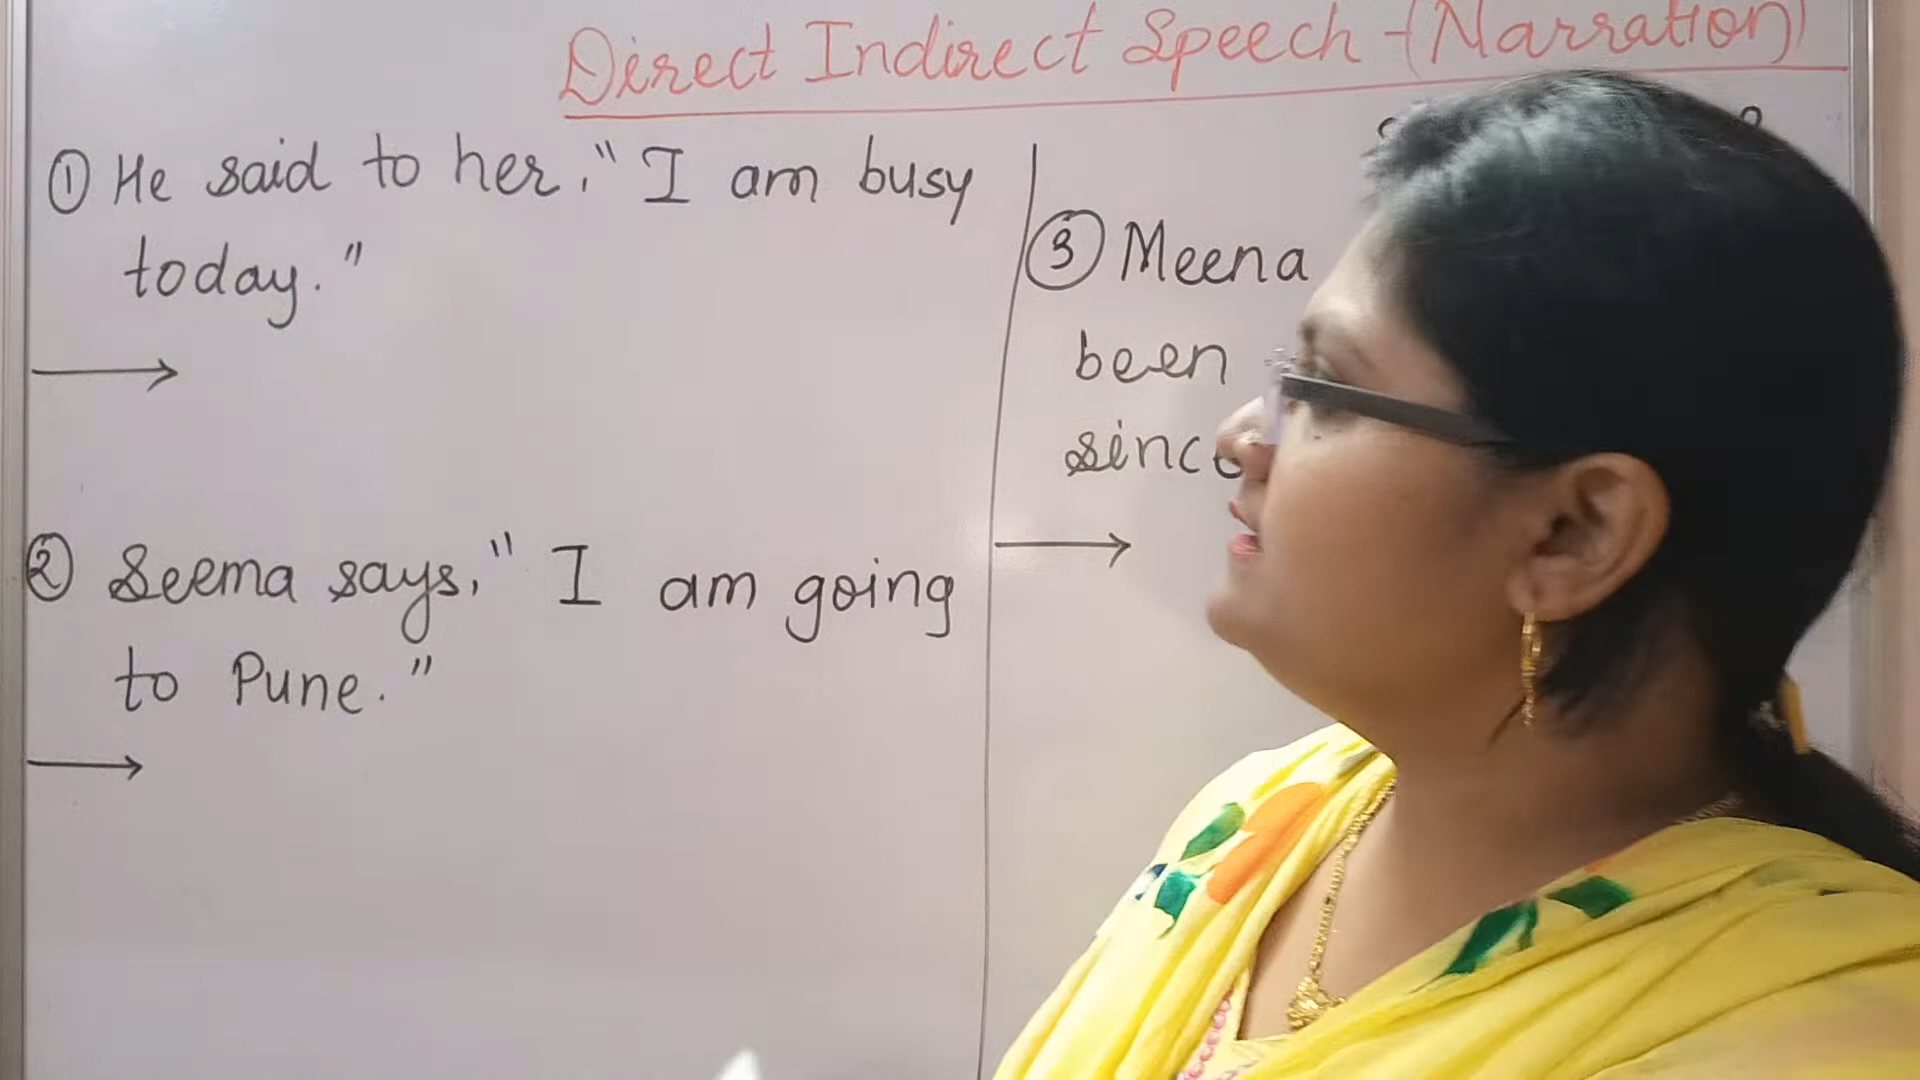 Direct Indirect Speech - (Narration)
① He said to her, "I am busy
today."
② Seema says, "I am going
to Pune."
③ Meena
been
since